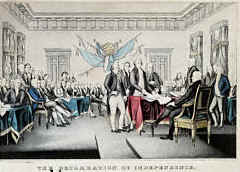 THE DECLARATION OF INDEPENDENCE.